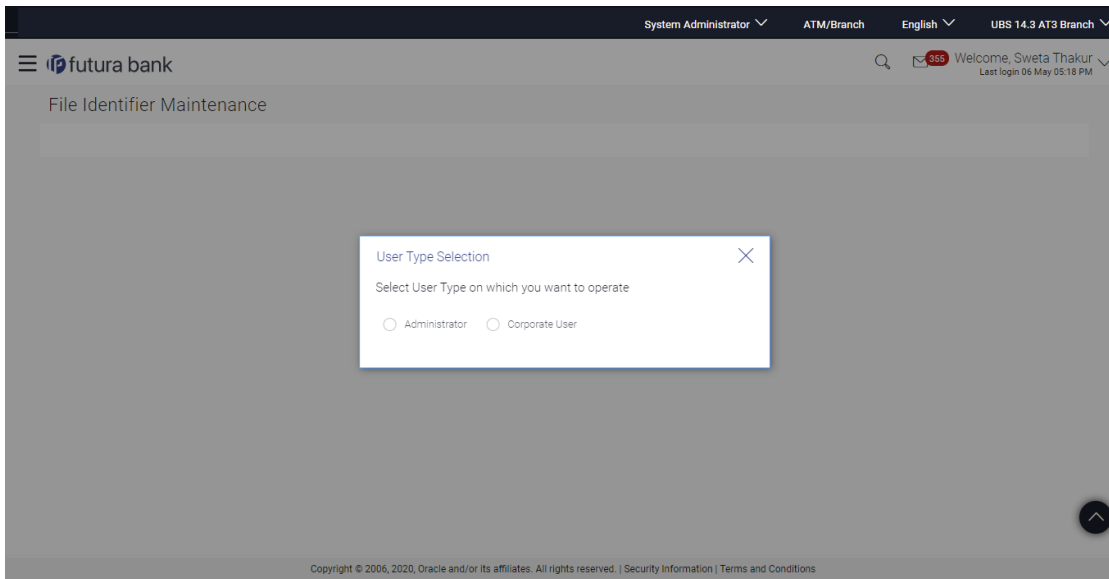 System Administrator ATM/Branch English UBS 14.3 AT3 Branch
futura bank 355 Welcome, Sweta Thakur
Last login 06 May 05:18 PM
File Identifier Maintenance
User Type Selection
Select User Type on which you want to operate
Administrator Corporate User
Copyright © 2006, 2020, Oracle and/or its affiliates. All rights reserved. | Security Information | Terms and Conditions